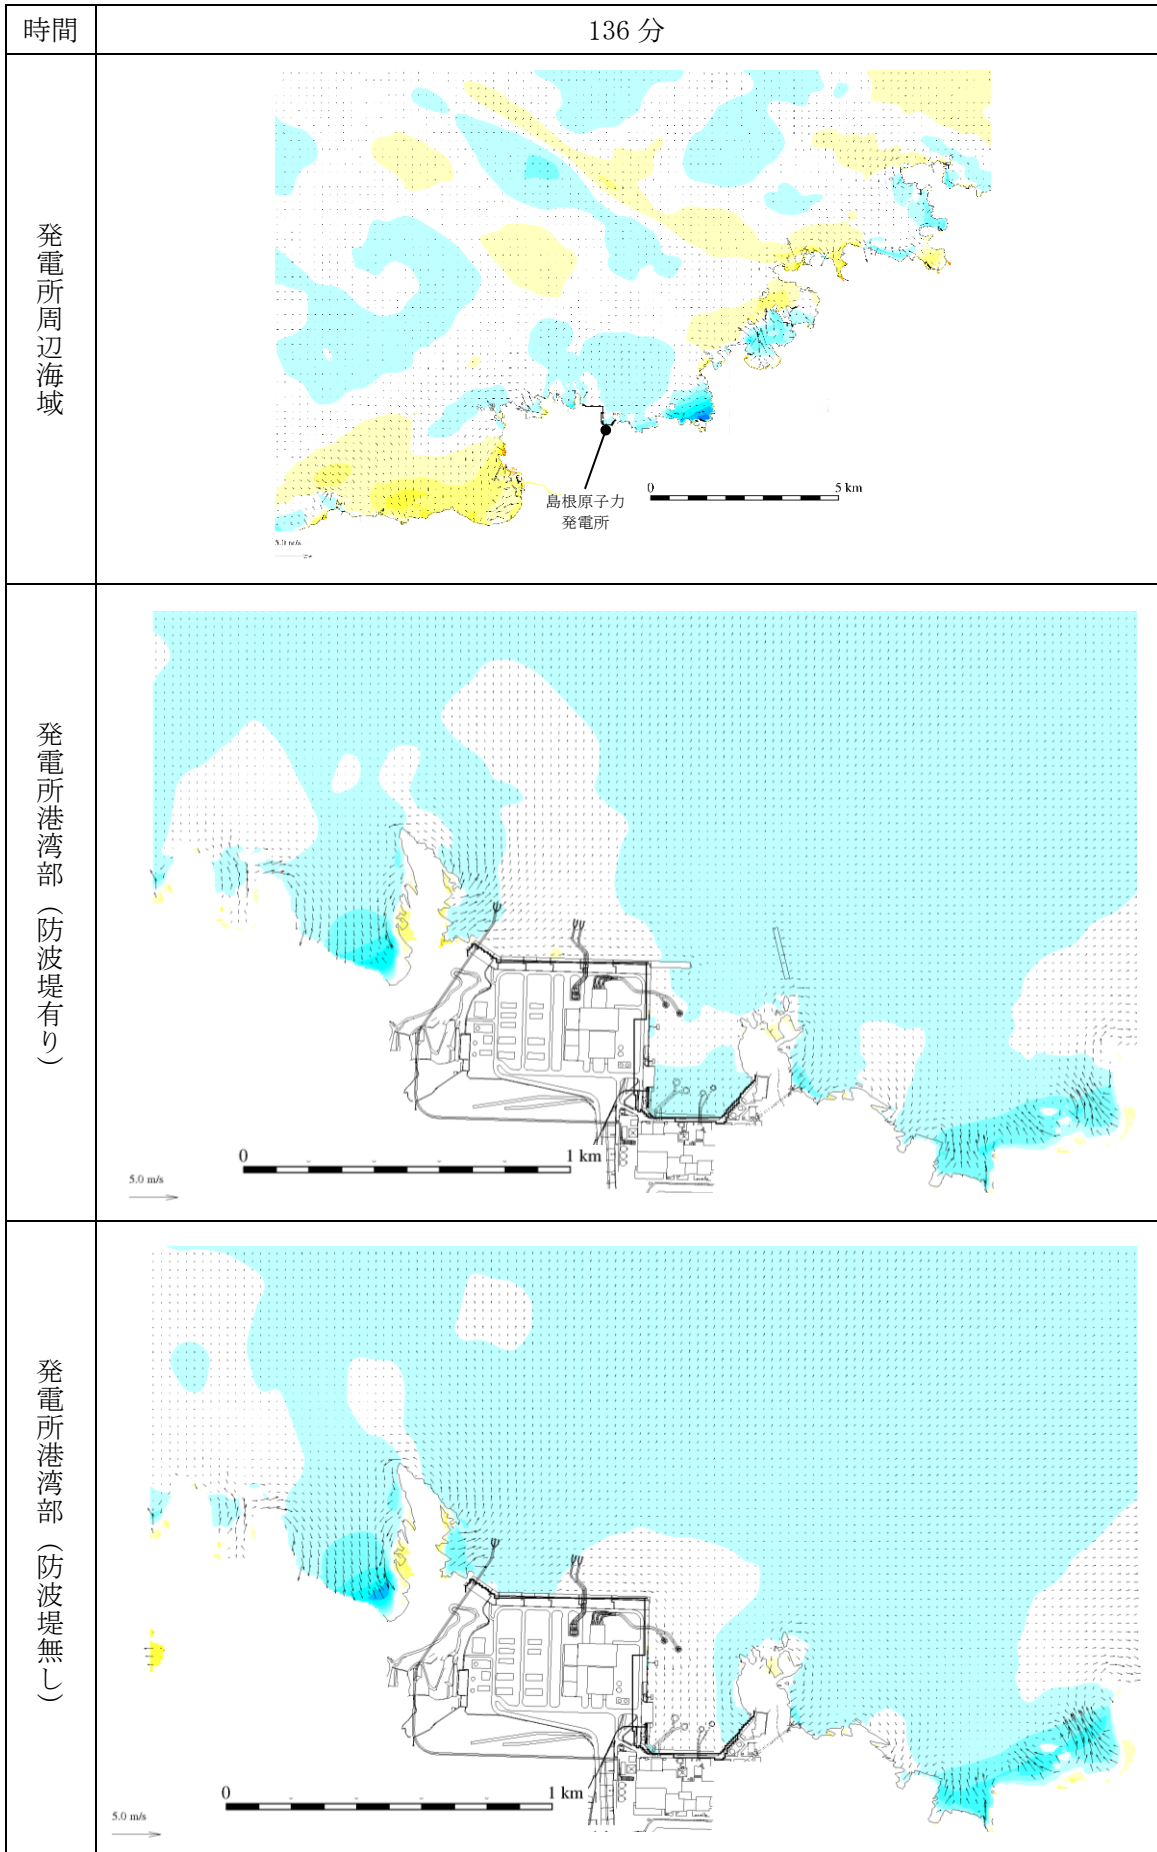 時間
136 分
発電所周辺海域
島根原子力
発電所
0
5 km
5.0 m/s
発電所港湾部（防波堤有り）
0
1 km
5.0 m/s
発電所港湾部（防波堤無し）
0
1 km
5.0 m/s